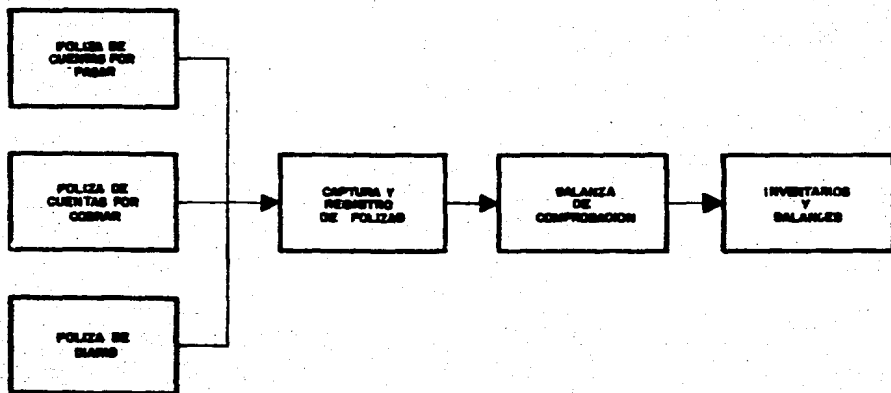 POLIZA DE
CUENTAS POR
PAGAR
POLIZA DE
CUENTAS POR
COBRAR
POLIZA DE
DIARIO
CAPTURA Y
REGISTRO
DE POLIZAS
BALANZA
DE
COMPROBACION
INVENTARIOS
Y
BALANCES